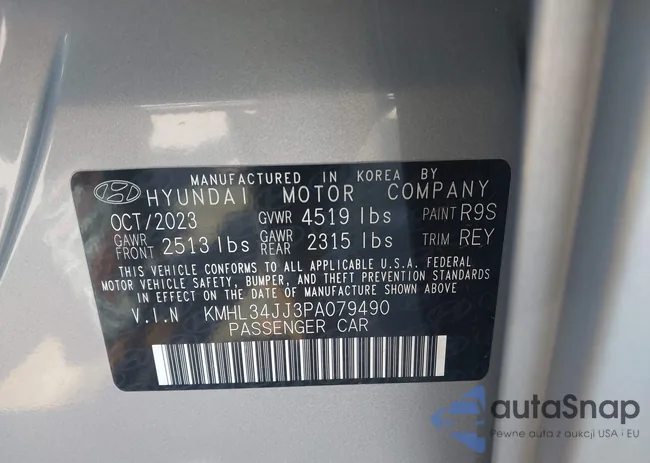 MANUFACTURED IN KOREA BY
HYUNDAI MOTOR COMPANY
OCT/2023 GVWR 4519 lbs PAINT R9S
GAWR FRONT 2513 lbs GAWR REAR 2315 lbs TRIM REY
THIS VEHICLE CONFORMS TO ALL APPLICABLE U.S.A. FEDERAL
MOTOR VEHICLE SAFETY, BUMPER, AND THEFT PREVENTION STANDARDS
IN EFFECT ON THE DATE OF MANUFACTURE SHOWN ABOVE.
V.I.N KMHL34JJ3PA079490
PASSENGER CAR
autaSnap
Pewne auta z aukcji USA i EU